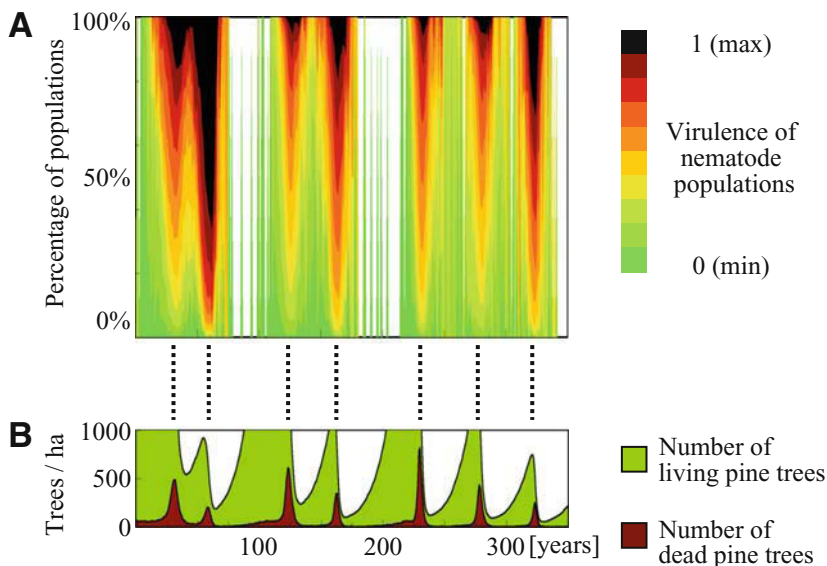 A
100%
50%
0%
Percentage of populations
1 (max)
Virulence of
nematode
populations
0 (min)
B
1000
500
0
Trees / ha
100
200
300 [years]
Number of
living pine trees
Number of
dead pine trees